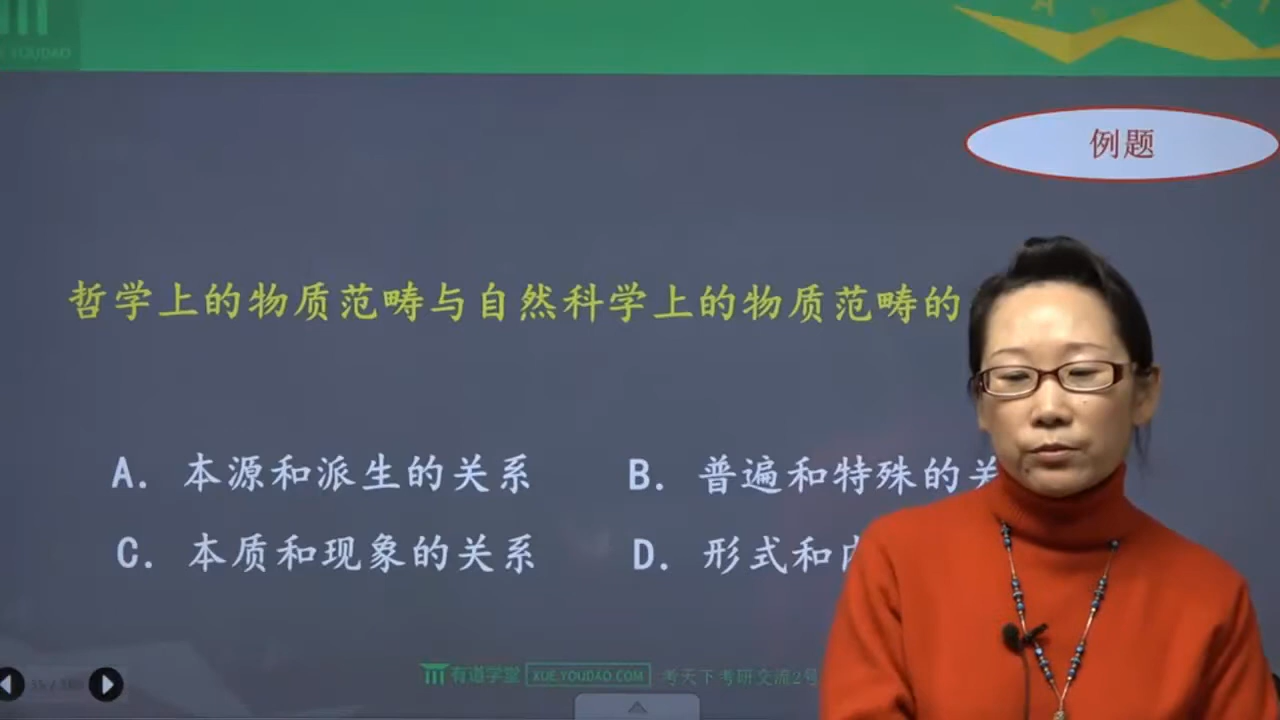 YOUDAO
例题
哲学上的物质范畴与自然科学上的物质范畴的
A. 本源和派生的关系
B. 普遍和特殊的关
C. 本质和现象的关系
D. 形式和
有道学堂 XUE.YOUDAO.COM 考天下考研交流2号